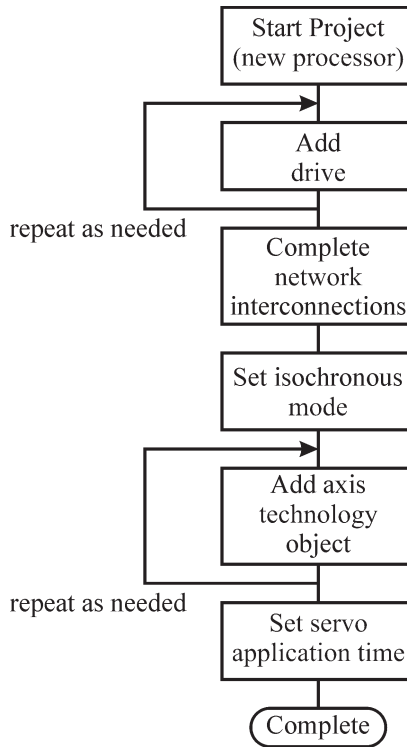 Start Project
(new processor)
Add
drive
repeat as needed
Complete
network
interconnections
Set isochronous
mode
Add axis
technology
object
repeat as needed
Set servo
application time
Complete